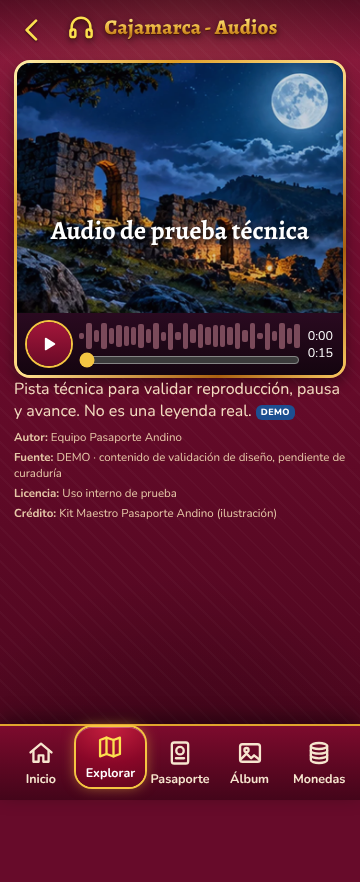 Cajamarca - Audios
Audio de prueba técnica
0:00
0:15
Pista técnica para validar reproducción, pausa
y avance. No es una leyenda real. DEMO
Autor: Equipo Pasaporte Andino
Fuente: DEMO · contenido de validación de diseño, pendiente de
curaduría
Licencia: Uso interno de prueba
Crédito: Kit Maestro Pasaporte Andino (ilustración)
Inicio
Explorar
Pasaporte
Álbum
Monedas